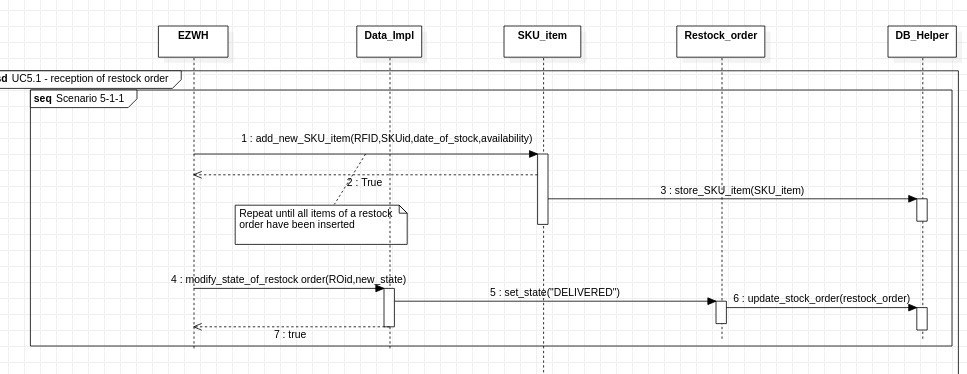 EZWH
Data_Impl
SKU_item
Restock_order
DB_Helper
sd UC5.1 - reception of restock order
seq Scenario 5-1-1
1 : add_new_SKU_item(RFID,SKUid,date_of_stock,availability)
2 : True
3 : store_SKU_item(SKU_item)
Repeat until all items of a restock
order have been inserted
4 : modify_state_of_restock order(ROid,new_state)
5 : set_state("DELIVERED")
6 : update_stock_order(restock_order)
7 : true